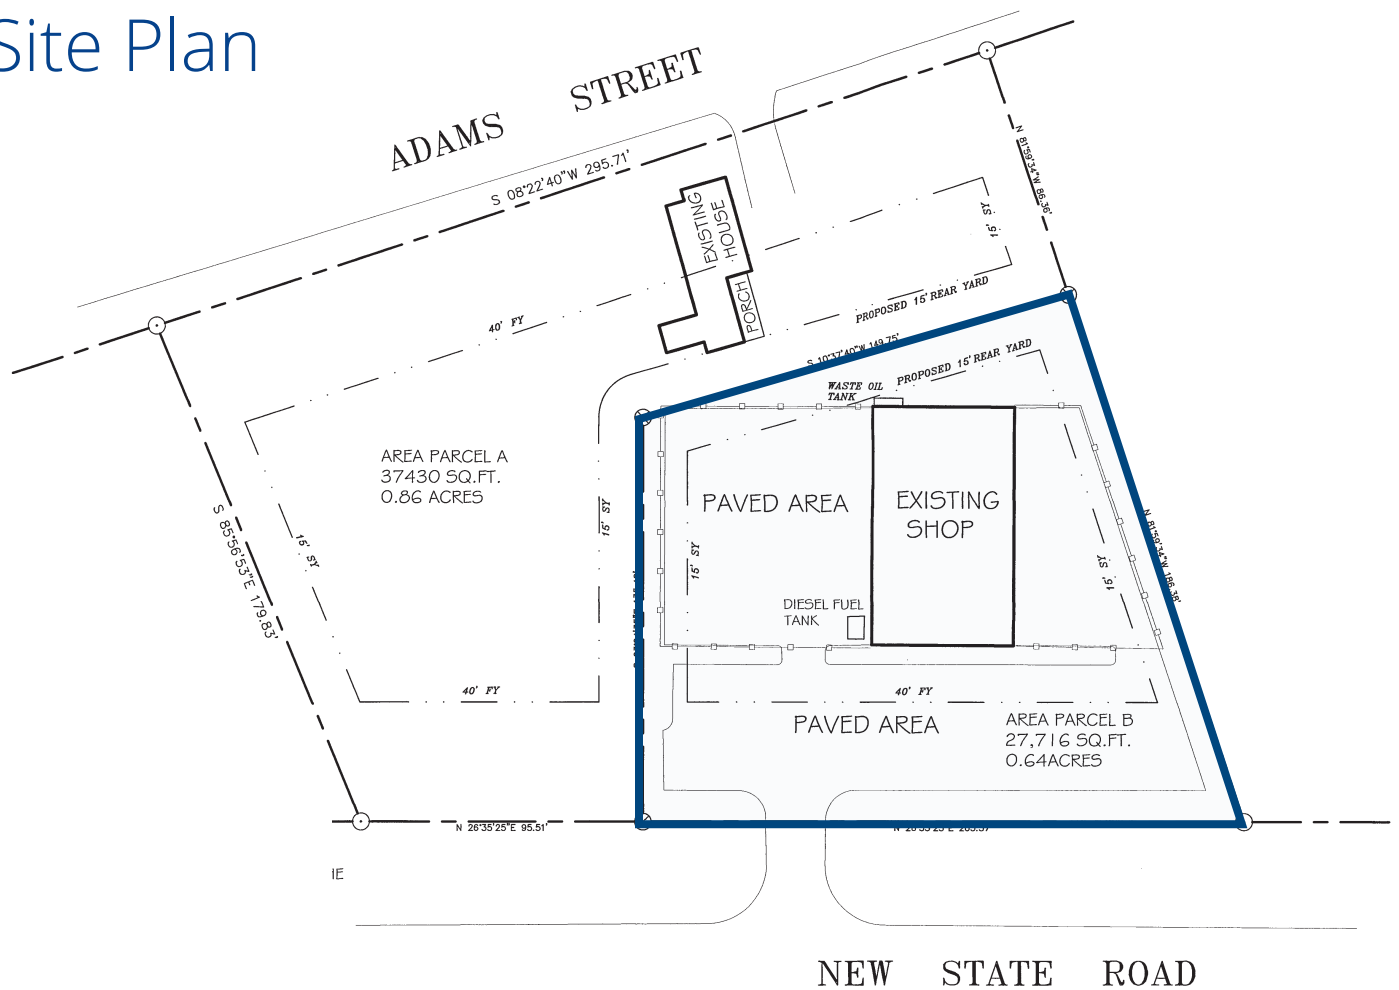 Site Plan
ADAMS STREET
S 08°22'40"W 295.71'
N 81°59'34"W 86.36'
EXISTING
HOUSE
PORCH
15' SY
40' FY
PROPOSED 15' REAR YARD
S 10°37'40"W 149.75'
PROPOSED 15' REAR YARD
WASTE OIL
TANK
AREA PARCEL A
37430 SQ.FT.
0.86 ACRES
PAVED AREA
EXISTING
SHOP
15' SY
15' SY
15' SY
15' SY
S 85°56'53"E 179.83'
N 81°59'34"W 186.38'
DIESEL FUEL
TANK
40' FY
40' FY
PAVED AREA
AREA PARCEL B
27,716 SQ.FT.
0.64ACRES
N 26°35'25"E 95.51'
IE
NEW STATE ROAD